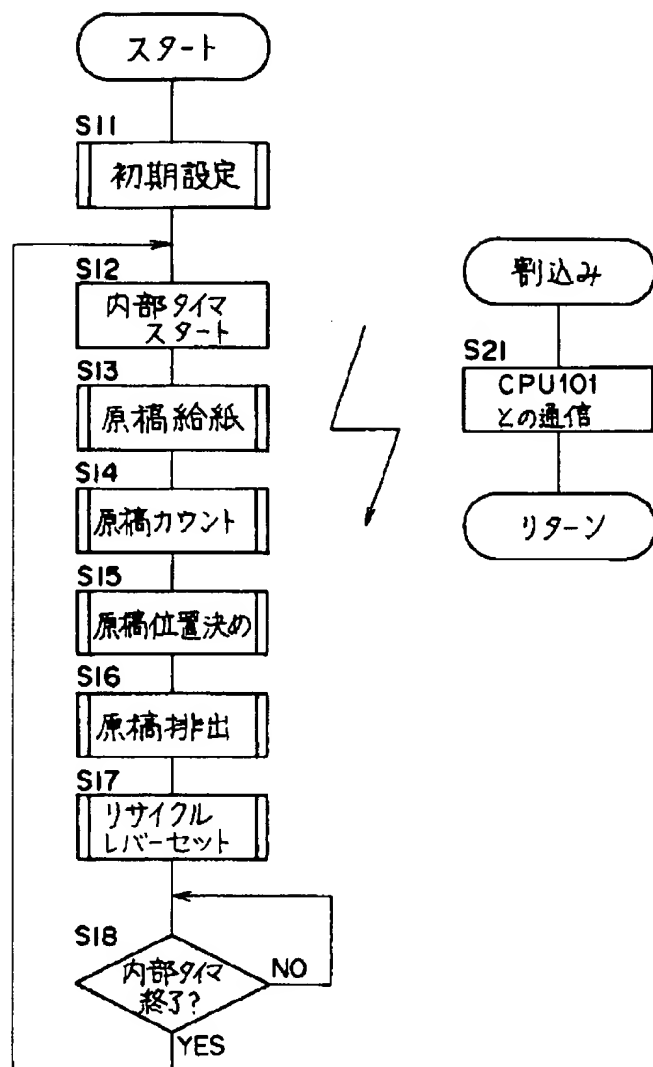 スタート
S11
初期設定
S12
内部タイマ
スタート
S13
原稿給紙
S14
原稿カウント
S15
原稿位置決め
S16
原稿排出
S17
リサイクル
レバーセット
S18
内部タイマ
終了?
NO
YES
割込み
S21
CPU101
との通信
リターン